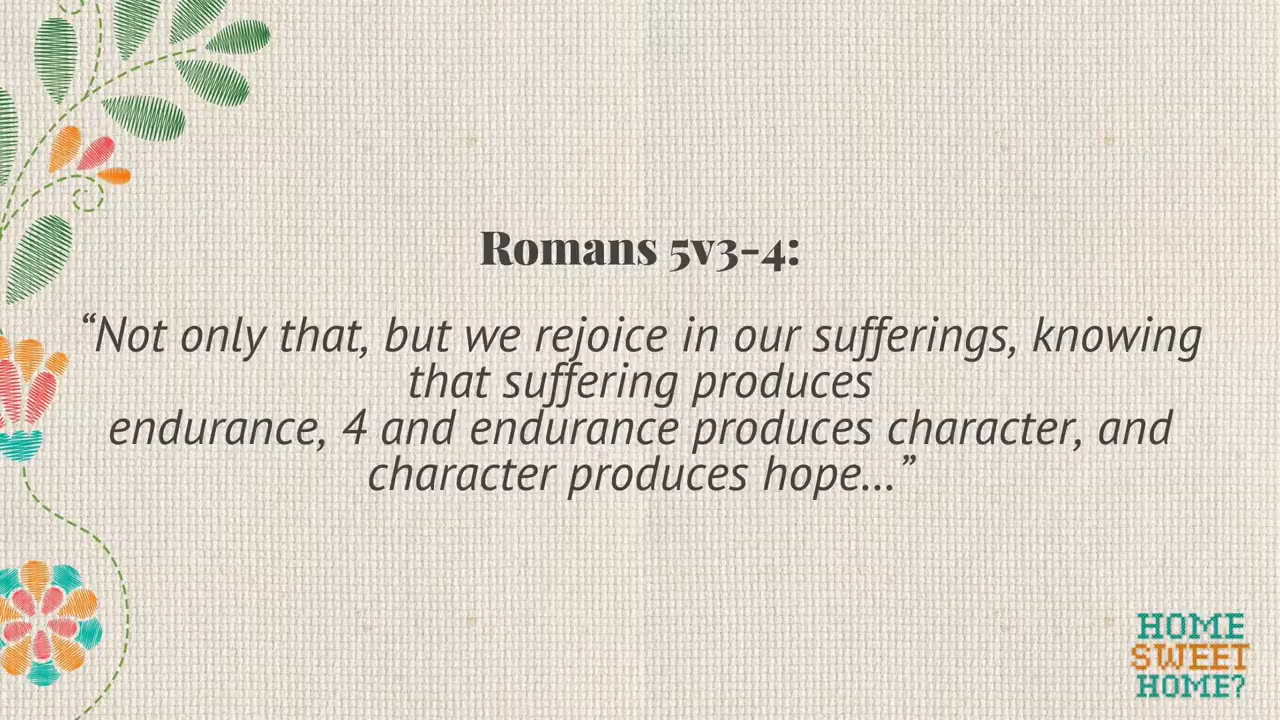 Romans 5v3-4:
“Not only that, but we rejoice in our sufferings, knowing
that suffering produces
endurance, 4 and endurance produces character, and
character produces hope...”
HOME
SWEET
HOME?